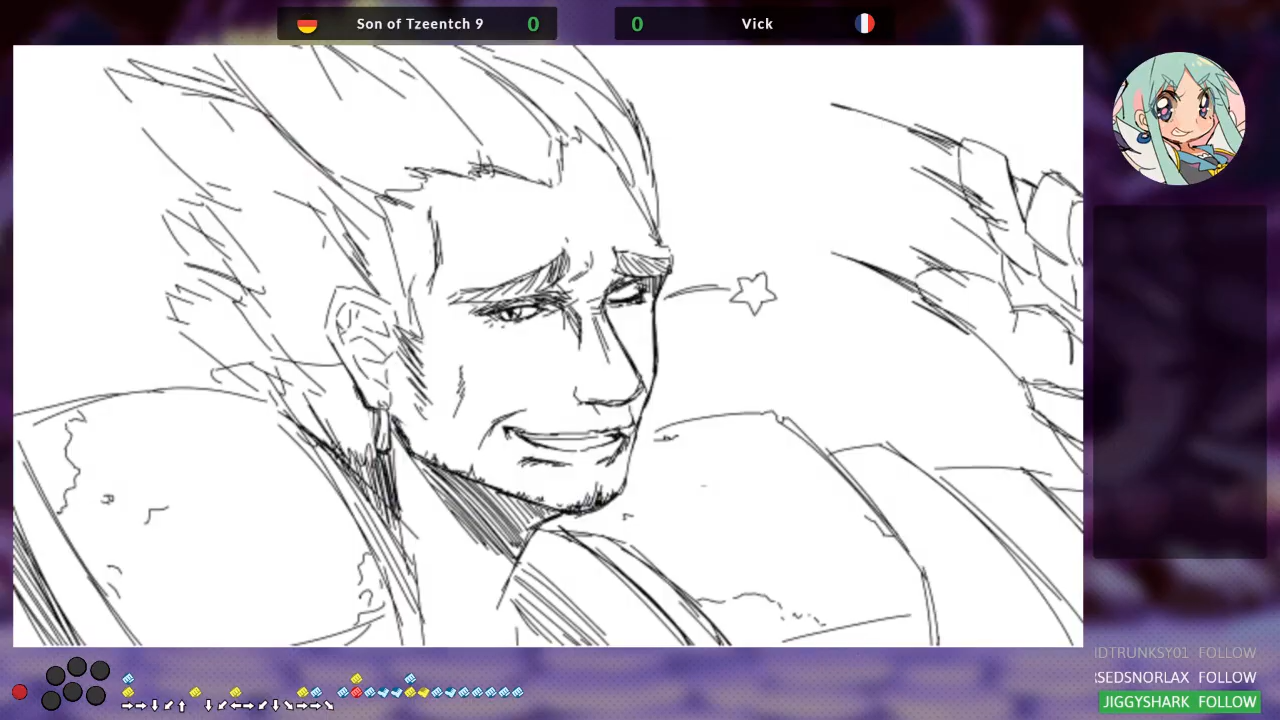 Son of Tzeentch 9 0
0 Vick
IDTRUNKSY01 FOLLOW
SEDSNORLAX FOLLOW
JIGGYSHARK FOLLOW